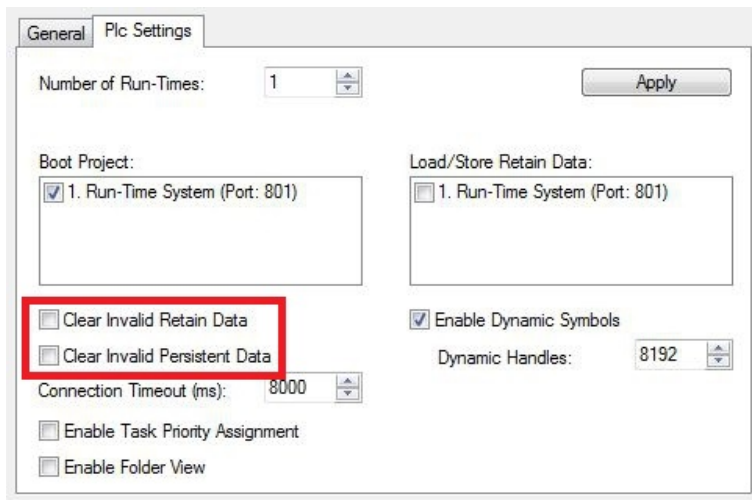 General Plc Settings
Number of Run-Times: 1 Apply
Boot Project: Load/Store Retain Data:
1. Run-Time System (Port: 801) 1. Run-Time System (Port: 801)
Clear Invalid Retain Data Enable Dynamic Symbols
Clear Invalid Persistent Data Dynamic Handles: 8192
Connection Timeout (ms): 8000
Enable Task Priority Assignment
Enable Folder View